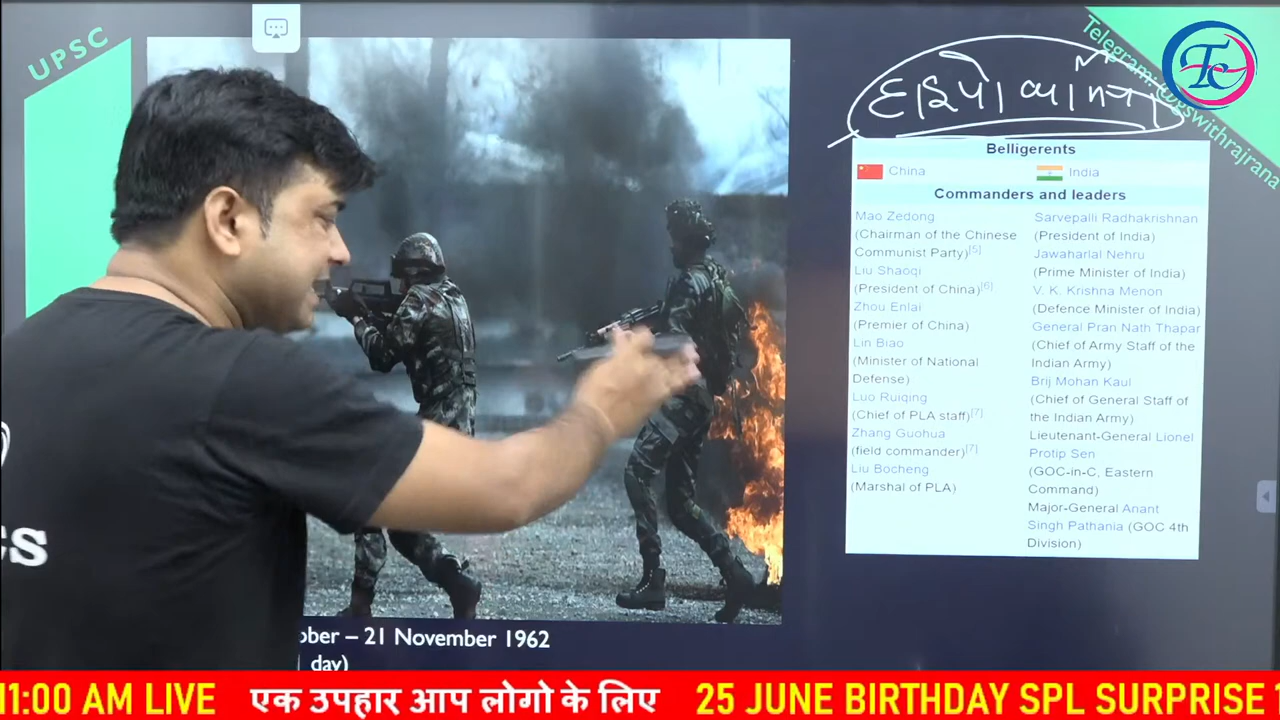 UPSC
Telegram: @gswithrajrana
Belligerents
China
India
Commanders and leaders
Mao Zedong
(Chairman of the Chinese
Communist Party)[5]
Liu Shaoqi
(President of China)[6]
Zhou Enlai
(Premier of China)
Lin Biao
(Minister of National
Defense)
Luo Ruiqing
(Chief of PLA staff)[7]
Zhang Guohua
(field commander)[7]
Liu Bocheng
(Marshal of PLA)
Sarvepalli Radhakrishnan
(President of India)
Jawaharlal Nehru
(Prime Minister of India)
V. K. Krishna Menon
(Defence Minister of India)
General Pran Nath Thapar
(Chief of Army Staff of the
Indian Army)
Brij Mohan Kaul
(Chief of General Staff of
the Indian Army)
Lieutenant-General Lionel
Protip Sen
(GOC-in-C, Eastern
Command)
Major-General Anant
Singh Pathania (GOC 4th
Division)
ober – 21 November 1962
day)
11:00 AM LIVE एक उपहार आप लोगो के लिए 25 JUNE BIRTHDAY SPL SURPRISE